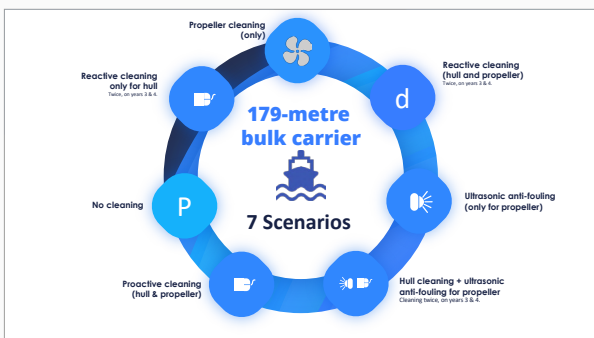 Propeller cleaning
(only)
Reactive cleaning
(hull and propeller)
Twice, on years 3 & 4.
d
Reactive cleaning
only for hull
Twice, on years 3 & 4.
179-metre
bulk carrier
Ultrasonic anti-fouling
(only for propeller)
No cleaning
P
7 Scenarios
Proactive cleaning
(hull & propeller)
Hull cleaning + ultrasonic
anti-fouling for propeller
Cleaning twice, on years 3 & 4.